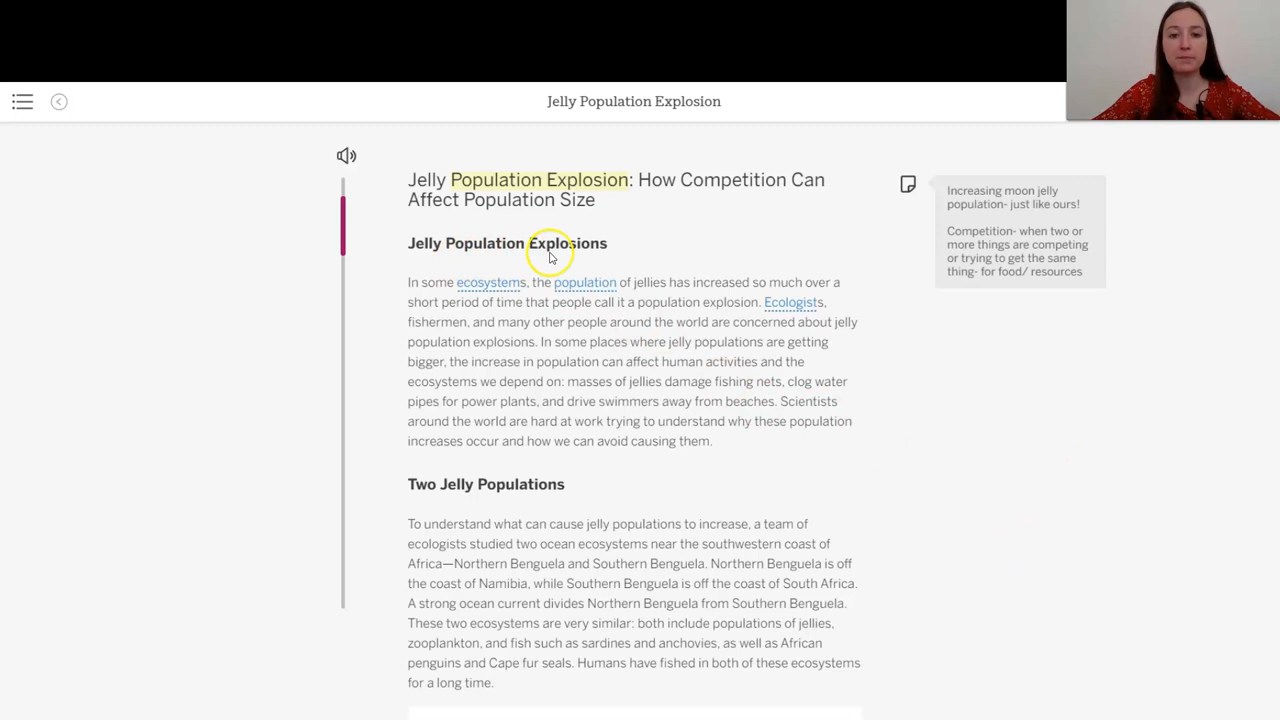 Jelly Population Explosion
Jelly Population Explosion: How Competition Can
Affect Population Size
Increasing moon jelly
population- just like ours!
Competition- when two or
more things are competing
or trying to get the same
thing- for food/ resources
Jelly Population Explosions
In some ecosystems, the population of jellies has increased so much over a
short period of time that people call it a population explosion. Ecologists,
fishermen, and many other people around the world are concerned about jelly
population explosions. In some places where jelly populations are getting
bigger, the increase in population can affect human activities and the
ecosystems we depend on: masses of jellies damage fishing nets, clog water
pipes for power plants, and drive swimmers away from beaches. Scientists
around the world are hard at work trying to understand why these population
increases occur and how we can avoid causing them.
Two Jelly Populations
To understand what can cause jelly populations to increase, a team of
ecologists studied two ocean ecosystems near the southwestern coast of
Africa—Northern Benguela and Southern Benguela. Northern Benguela is off
the coast of Namibia, while Southern Benguela is off the coast of South Africa.
A strong ocean current divides Northern Benguela from Southern Benguela.
These two ecosystems are very similar: both include populations of jellies,
zooplankton, and fish such as sardines and anchovies, as well as African
penguins and Cape fur seals. Humans have fished in both of these ecosystems
for a long time.